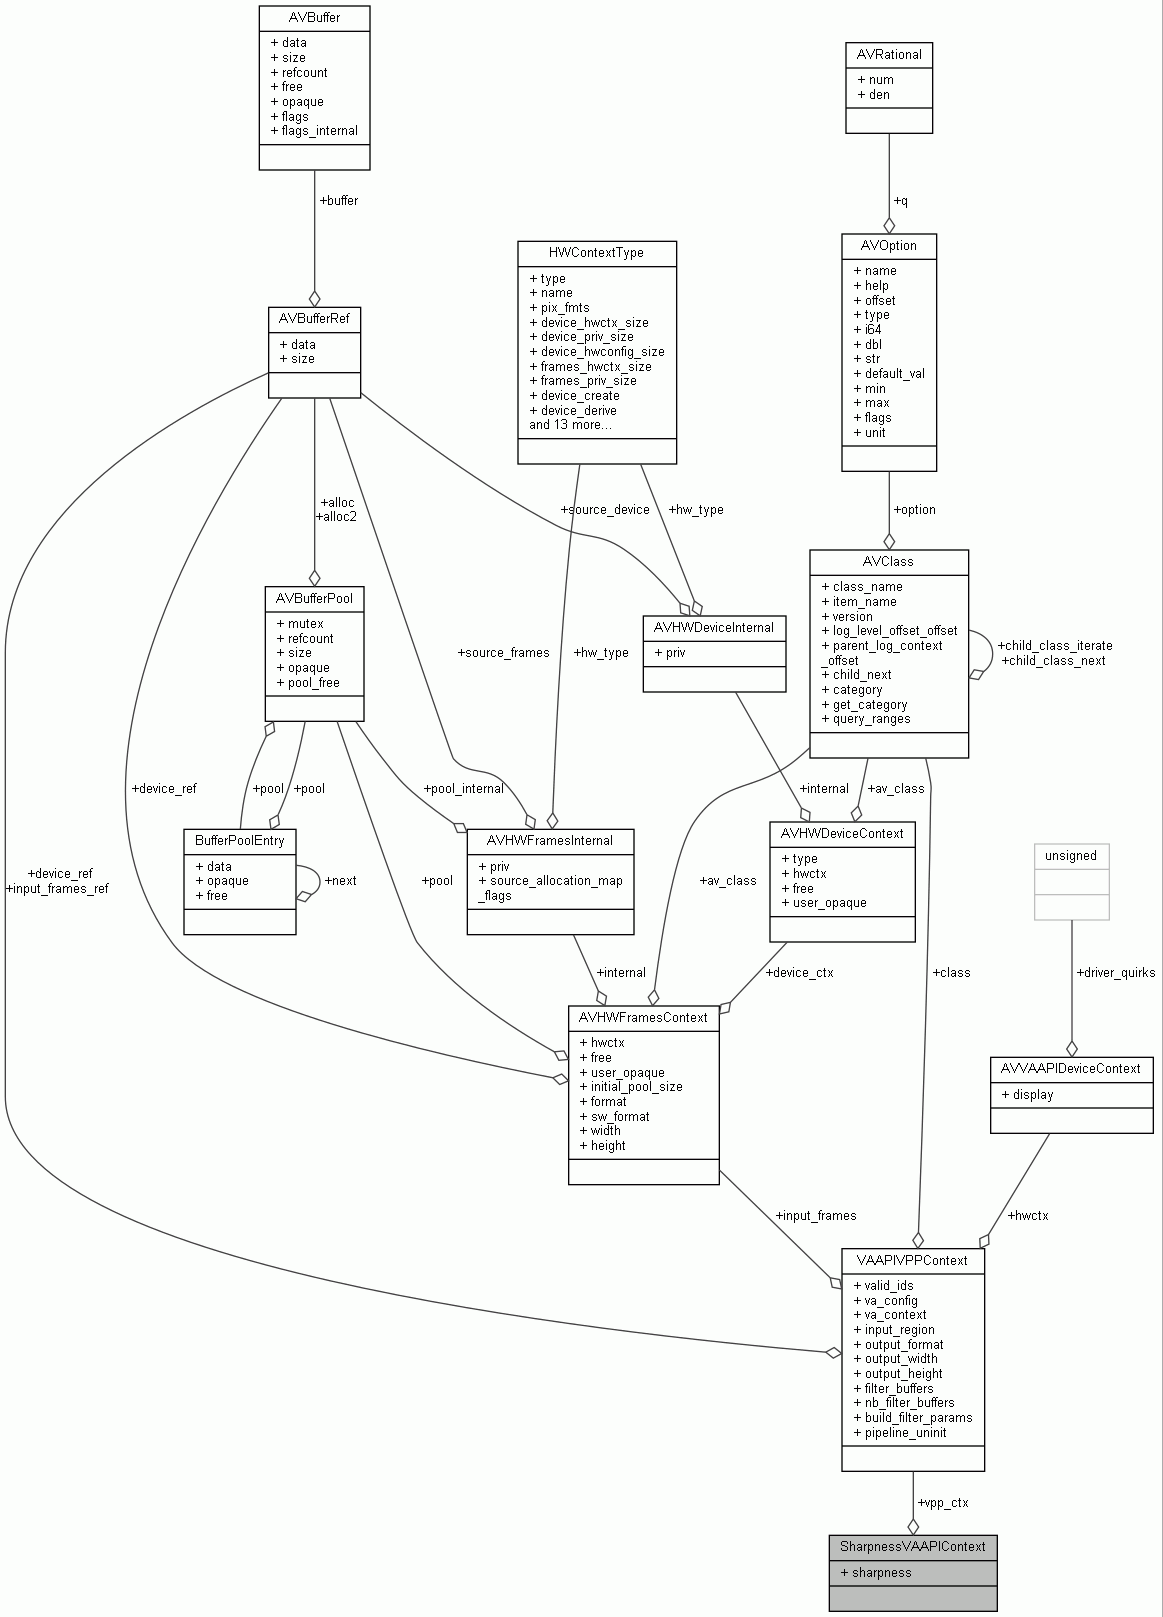 AVBuffer
+ data
+ size
+ refcount
+ free
+ opaque
+ flags
+ flags_internal
AVRational
+ num
+ den
+buffer
+q
HWContextType
+ type
+ name
+ pix_fmts
+ device_hwctx_size
+ device_priv_size
+ device_hwconfig_size
+ frames_hwctx_size
+ frames_priv_size
+ device_create
+ device_derive
and 13 more...
AVOption
+ name
+ help
+ offset
+ type
+ i64
+ dbl
+ str
+ default_val
+ min
+ max
+ flags
+ unit
AVBufferRef
+ data
+ size
+alloc
+alloc2
+source_device
+hw_type
+option
AVBufferPool
+ mutex
+ refcount
+ size
+ opaque
+ pool_free
+source_frames
+hw_type
AVHWDeviceInternal
+ priv
AVClass
+ class_name
+ item_name
+ version
+ log_level_offset_offset
+ parent_log_context
_offset
+ child_next
+ category
+ get_category
+ query_ranges
+child_class_iterate
+child_class_next
+device_ref
+pool
+pool
+pool_internal
+internal
+av_class
BufferPoolEntry
+ data
+ opaque
+ free
+next
+device_ref
+input_frames_ref
+pool
AVHWFramesInternal
+ priv
+ source_allocation_map
_flags
+av_class
AVHWDeviceContext
+ type
+ hwctx
+ free
+ user_opaque
unsigned
+internal
+device_ctx
+class
+driver_quirks
AVHWFramesContext
+ hwctx
+ free
+ user_opaque
+ initial_pool_size
+ format
+ sw_format
+ width
+ height
AVVAAPIDeviceContext
+ display
+input_frames
+hwctx
VAAPIVPPContext
+ valid_ids
+ va_config
+ va_context
+ input_region
+ output_format
+ output_width
+ output_height
+ filter_buffers
+ nb_filter_buffers
+ build_filter_params
+ pipeline_uninit
+vpp_ctx
SharpnessVAAPIContext
+ sharpness